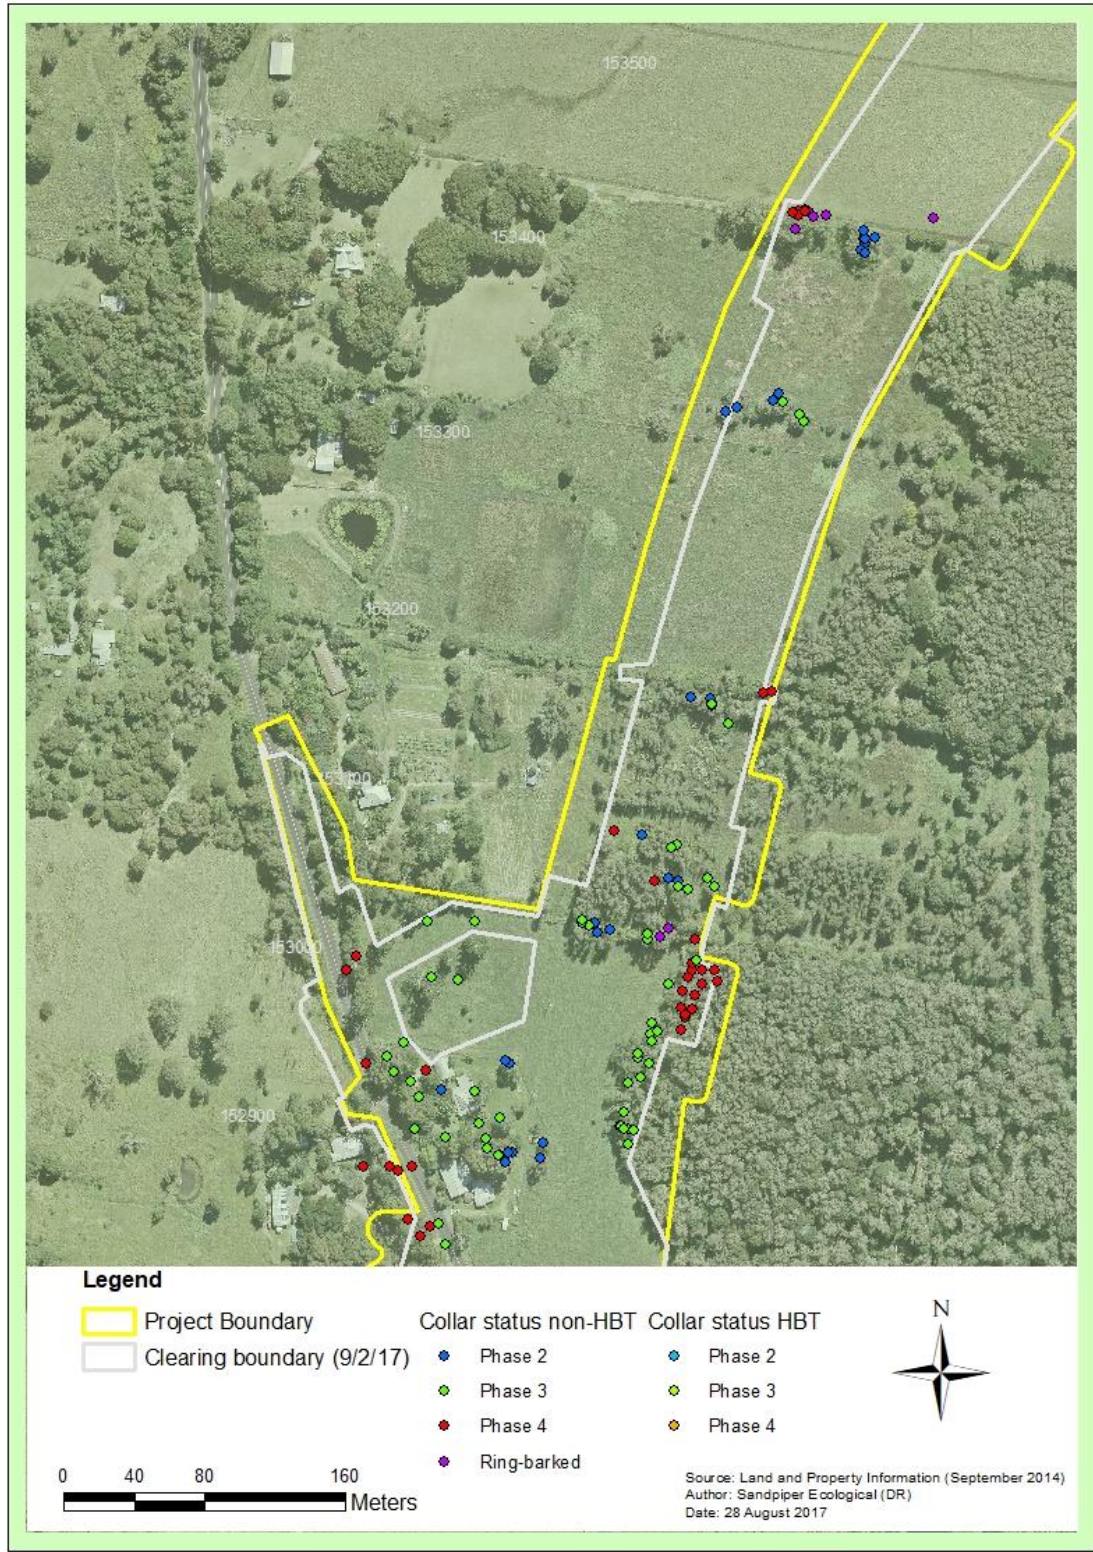 153500
153400
153300
153200
153100
153000
152900
Legend
Project Boundary
Clearing boundary (9/2/17)
Collar status non-HBT
Phase 2
Phase 3
Phase 4
Ring-barked
Collar status HBT
Phase 2
Phase 3
Phase 4
N
0 40 80 160
Meters
Source: Land and Property Information (September 2014)
Author: Sandpiper Ecological (DR)
Date: 28 August 2017